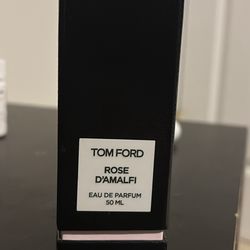 TOM FORD
ROSE
D'AMALFI
EAU DE PARFUM
50 ML